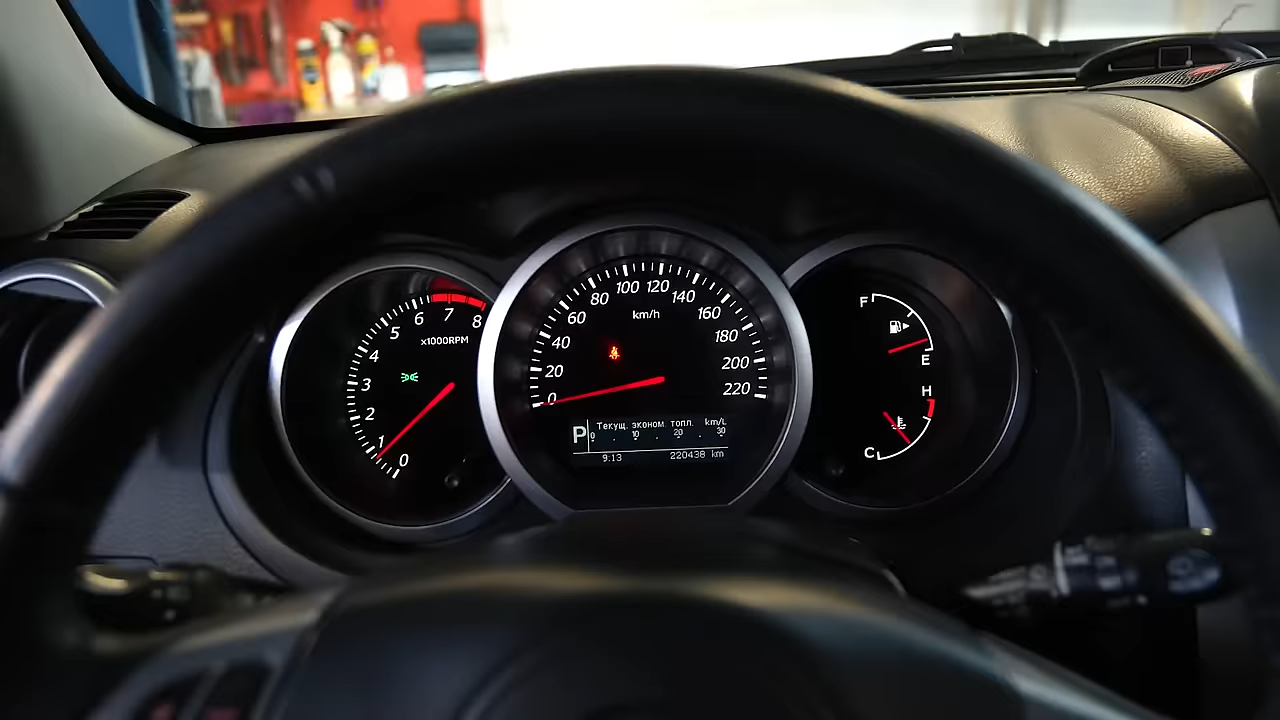 0 1 2 3 4 5 6 7 8
x1000RPM
0 20 40 60 80 100 120 140 160 180 200 220
km/h
P
Текущ. эконом. топл. km/L
0 . 10 . 20 . 30
9:13 220438 km
F
E
H
C